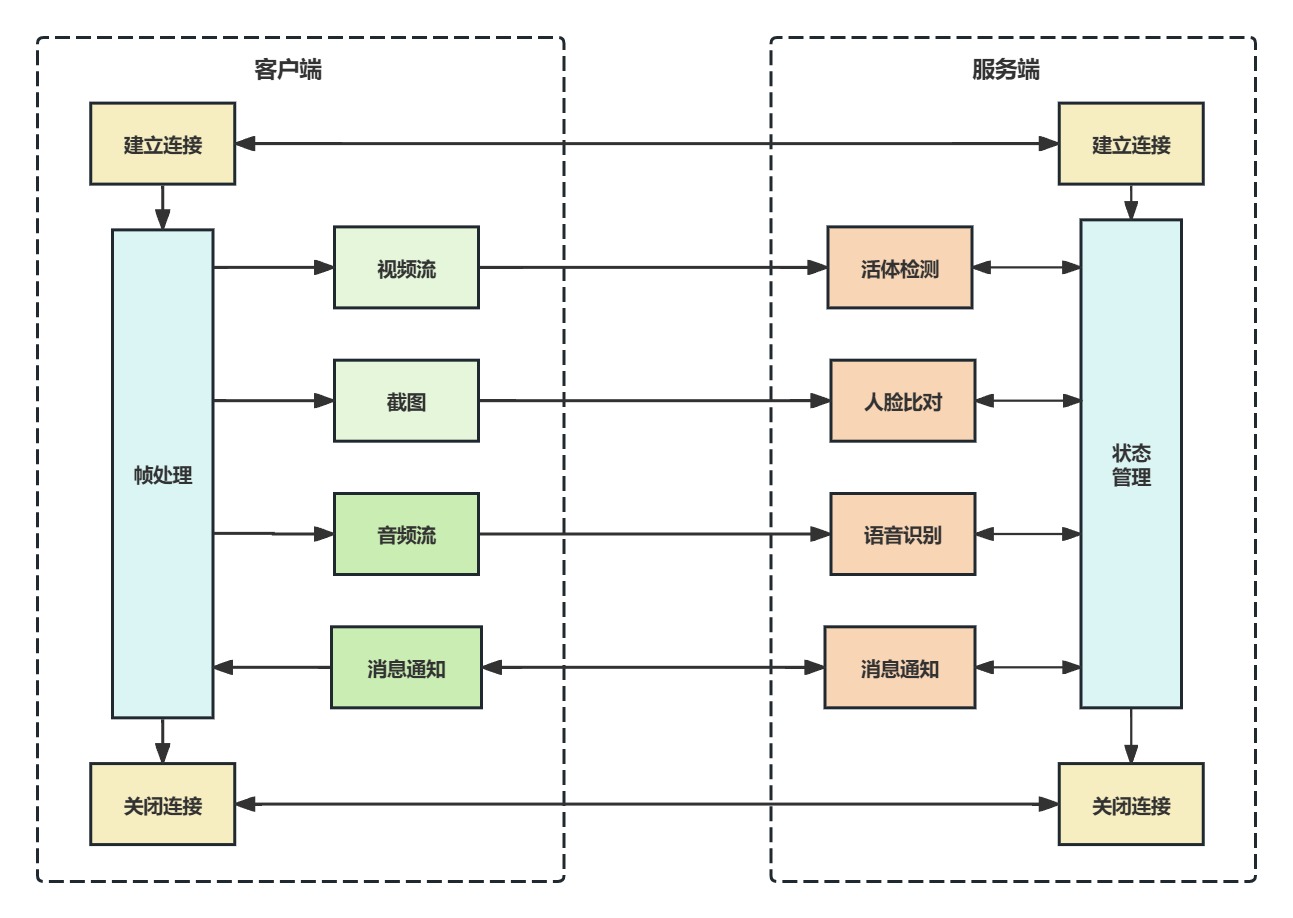 客户端
服务端
建立连接
建立连接
视频流
活体检测
截图
人脸比对
帧处理
状态
管理
音频流
语音识别
消息通知
消息通知
关闭连接
关闭连接